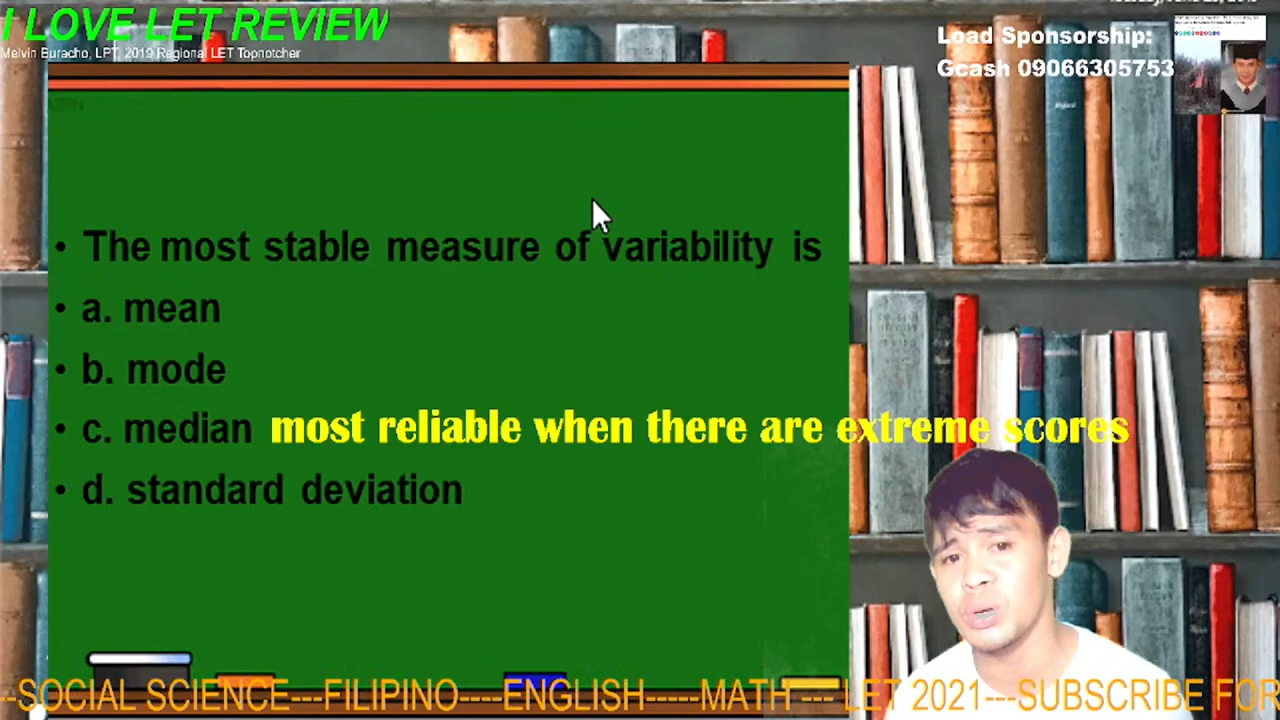 I LOVE LET REVIEW
Melvin Buracho, LPT, 2019 Regional LET Topnotcher
Load Sponsorship:
Gcash 09066305753
• The most stable measure of variability is
• a. mean
• b. mode
• c. median most reliable when there are extreme scores
• d. standard deviation
--SOCIAL SCIENCE---FILIPINO----ENGLISH-----MATH --- LET 2021---SUBSCRIBE FOR